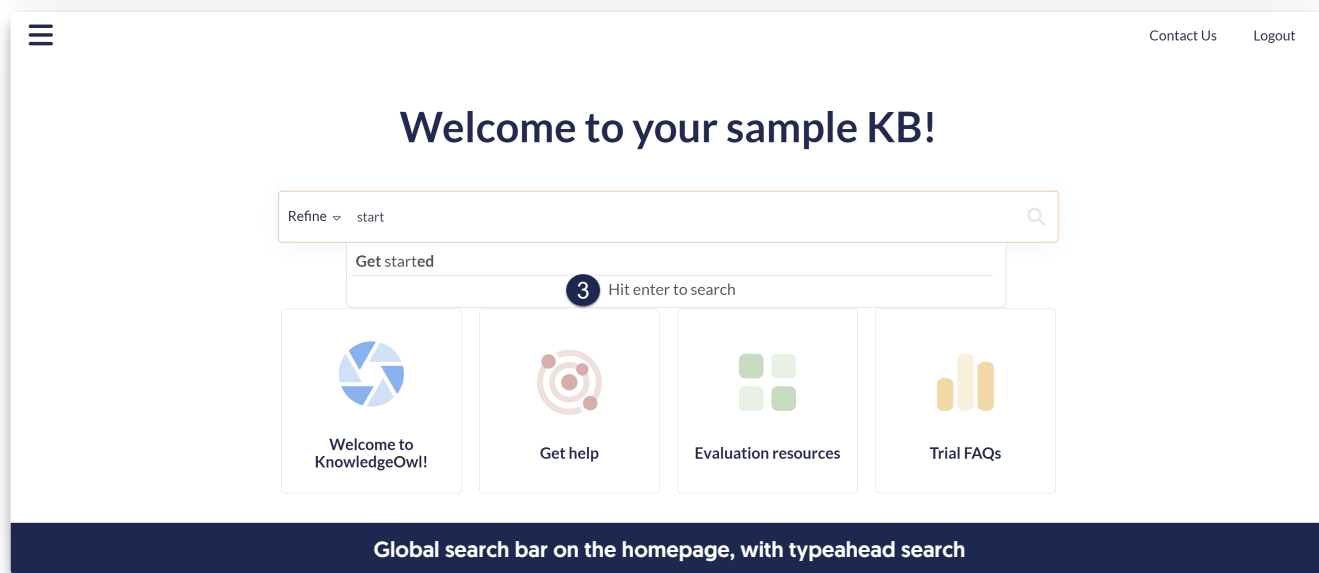 Contact Us Logout
Welcome to your sample KB!
Refine start
Get started
3 Hit enter to search
Welcome to
KnowledgeOwl!
Get help
Evaluation resources
Trial FAQs
Global search bar on the homepage, with typeahead search